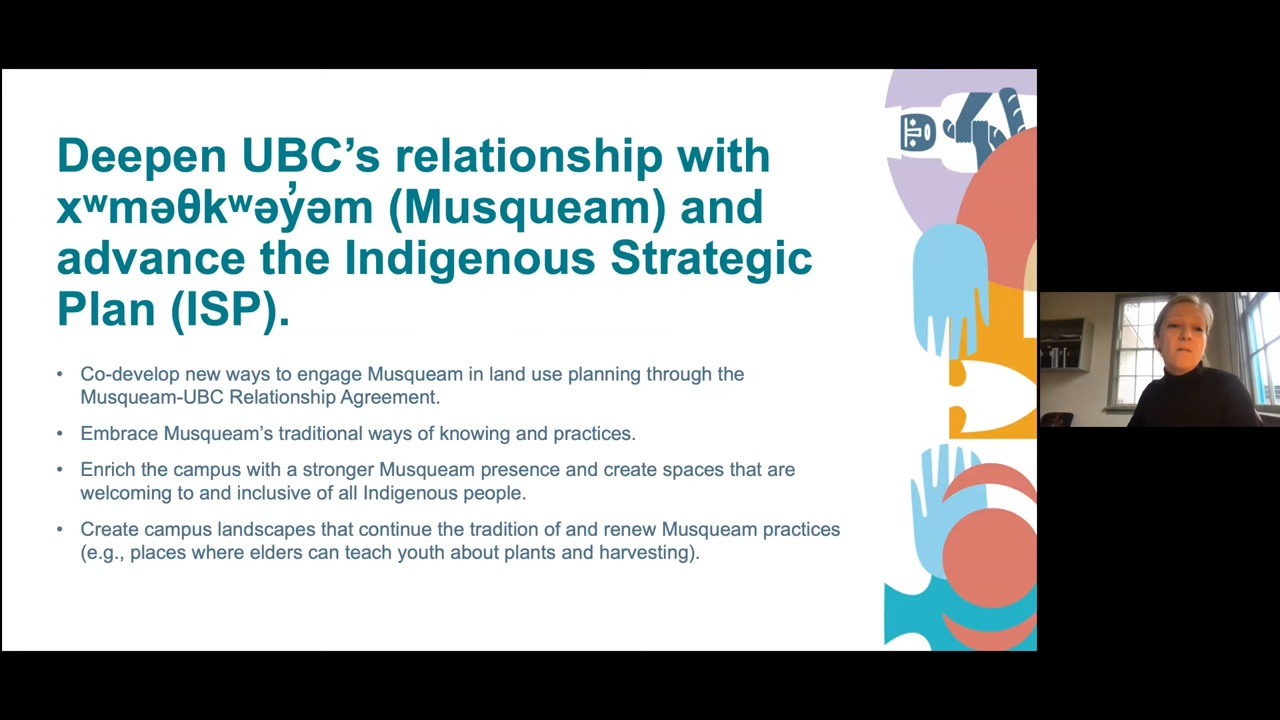 Deepen UBC’s relationship with
xʷməθkʷəy̓əm (Musqueam) and
advance the Indigenous Strategic
Plan (ISP).
• Co-develop new ways to engage Musqueam in land use planning through the
Musqueam-UBC Relationship Agreement.
• Embrace Musqueam’s traditional ways of knowing and practices.
• Enrich the campus with a stronger Musqueam presence and create spaces that are
welcoming to and inclusive of all Indigenous people.
• Create campus landscapes that continue the tradition of and renew Musqueam practices
(e.g., places where elders can teach youth about plants and harvesting).